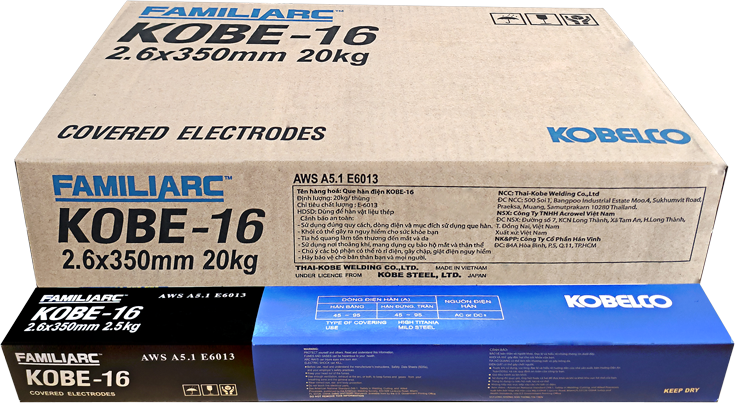 FAMILIARC™
KOBE-16
2.6x350mm 20kg
COVERED ELECTRODES
KOBELCO
FAMILIARC™
KOBE-16
2.6x350mm 20kg
AWS A5.1 E6013
Tên hàng hoá: Que hàn điện KOBE-16
Định lượng: 20kg/ thùng
Chỉ tiêu chất lượng : E-6013
HDSD: Dùng để hàn vật liệu thép
Cảnh báo an toàn:
- Sử dụng đúng quy cách, dòng điện và mục đích sử dụng que hàn.
- Khói có thể gây ra nguy hiểm cho sức khỏe bạn
- Tia hồ quang làm tổn thương đến mắt và da
- Sử dụng nơi thoáng khí, mang dụng cụ bảo hộ mắt và thân thể
- Chú ý các bộ phận có thể rò rỉ điện, gây chập, giật điện nguy hiểm
- Hãy bảo vệ cho bản thân bạn và mọi người.
NCC: Thai-Kobe Welding Co.,Ltd
ĐC NCC: 500 Soi 1, Bangpoo Industrial Estate Moo.4, Sukhumvit Road,
Praeksa, Muang, Samutprakarn 10280 Thailand.
NSX: Công Ty TNHH Acrowel Việt Nam
ĐC NSX: Đường số 7, KCN Long Thành, Xã Tam An, H.Long Thành,
T. Đồng Nai, Việt Nam
Xuất xứ: Việt Nam
NK&PP: Công Ty Cổ Phần Hàn Vinh
ĐC: 84A Hòa Bình, P.5, Q.11, TP.HCM
THAI-KOBE WELDING CO.,LTD. MADE IN VIETNAM
UNDER LICENCE FROM KOBE STEEL, LTD. JAPAN
FAMILIARC™
KOBE-16
2.6x350mm 2.5kg
AWS A5.1 E6013
DÒNG ĐIỆN HÀN (A) NGUỒN ĐIỆN HÀN
HÀN BẰNG HÀN ĐỨNG, TRẦN
45 ~ 95 45 ~ 95 AC or DC±
TYPE OF COVERING HIGH TITANIA
USE MILD STEEL
KOBELCO
FAMILIARC™
KOBE-16
COVERED ELECTRODES
AWS A5.1 E6013
KEEP DRY